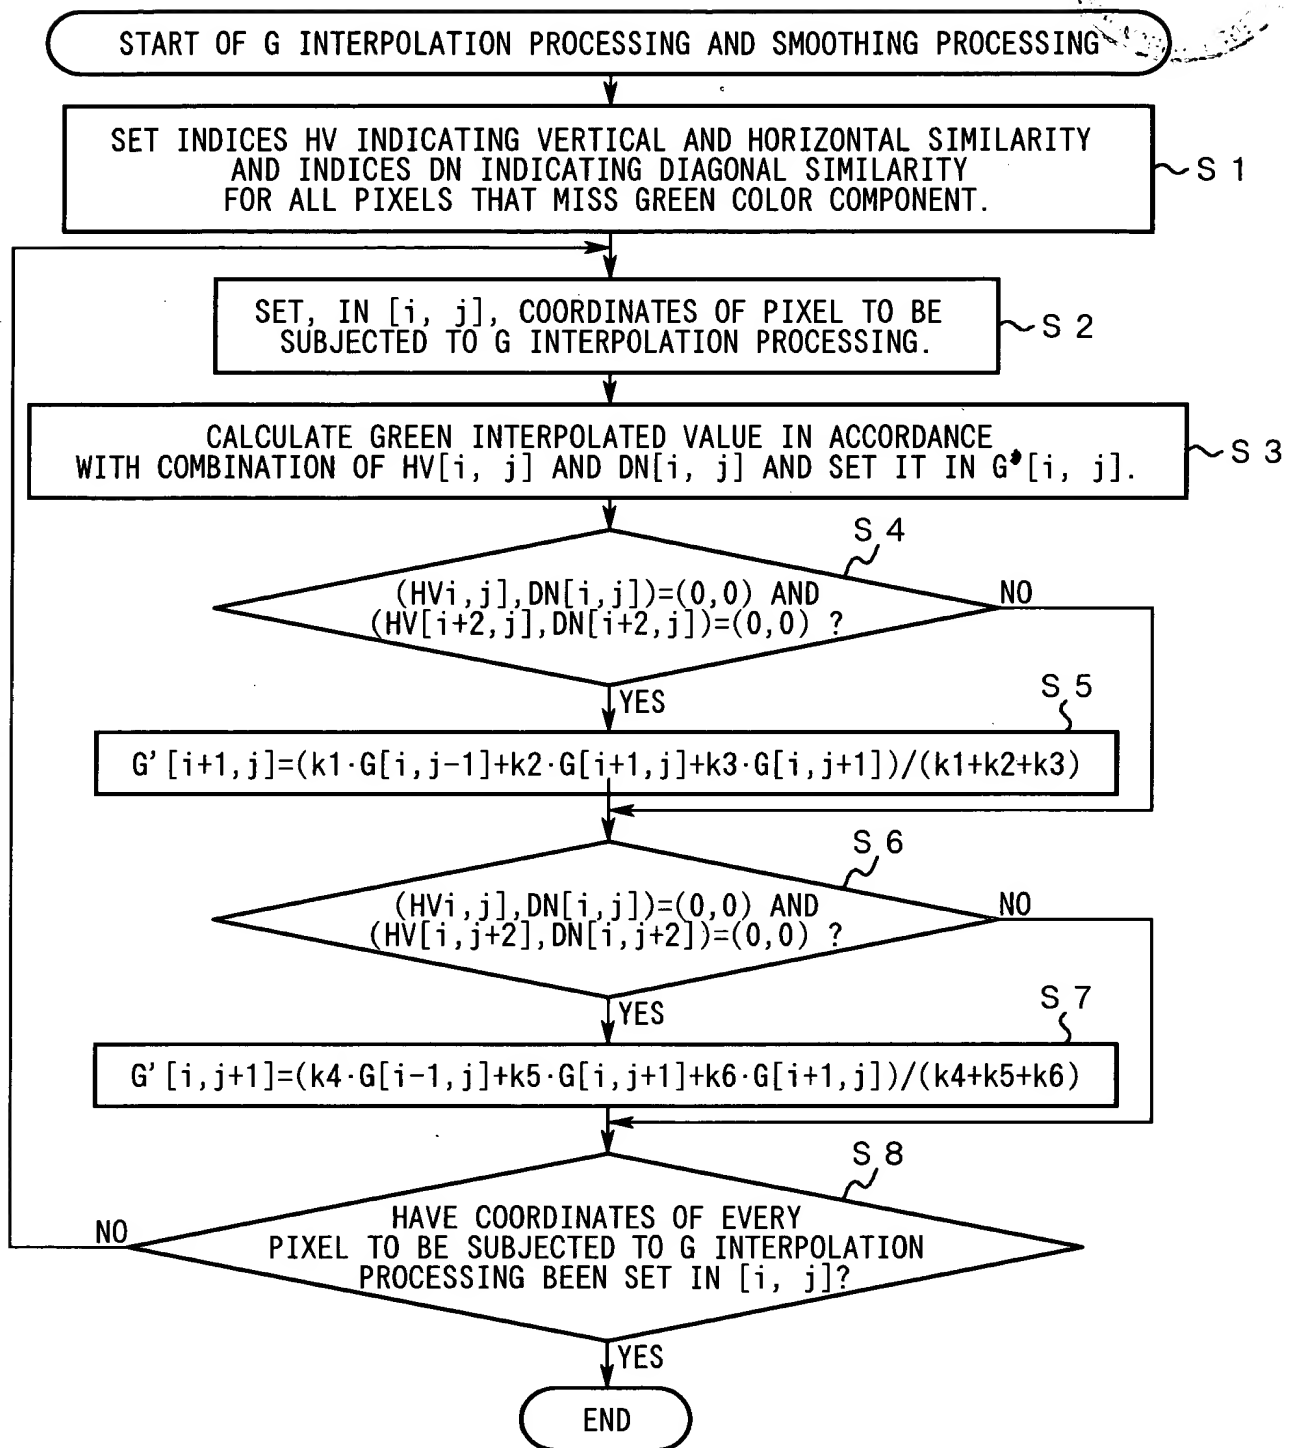 START OF G INTERPOLATION PROCESSING AND SMOOTHING PROCESSING
SET INDICES HV INDICATING VERTICAL AND HORIZONTAL SIMILARITY
AND INDICES DN INDICATING DIAGONAL SIMILARITY
FOR ALL PIXELS THAT MISS GREEN COLOR COMPONENT.
S 1
SET, IN [i, j], COORDINATES OF PIXEL TO BE
SUBJECTED TO G INTERPOLATION PROCESSING.
S 2
CALCULATE GREEN INTERPOLATED VALUE IN ACCORDANCE
WITH COMBINATION OF HV[i, j] AND DN[i, j] AND SET IT IN G'[i, j].
S 3
S 4
(HVi,j],DN[i,j])=(0,0) AND
(HV[i+2,j],DN[i+2,j])=(0,0) ?
NO
YES
S 5
G'[i+1,j]=(k1·G[i,j-1]+k2·G[i+1,j]+k3·G[i,j+1])/(k1+k2+k3)
S 6
(HVi,j],DN[i,j])=(0,0) AND
(HV[i,j+2],DN[i,j+2])=(0,0) ?
NO
YES
S 7
G'[i,j+1]=(k4·G[i-1,j]+k5·G[i,j+1]+k6·G[i+1,j])/(k4+k5+k6)
S 8
HAVE COORDINATES OF EVERY
PIXEL TO BE SUBJECTED TO G INTERPOLATION
PROCESSING BEEN SET IN [i, j]?
NO
YES
END